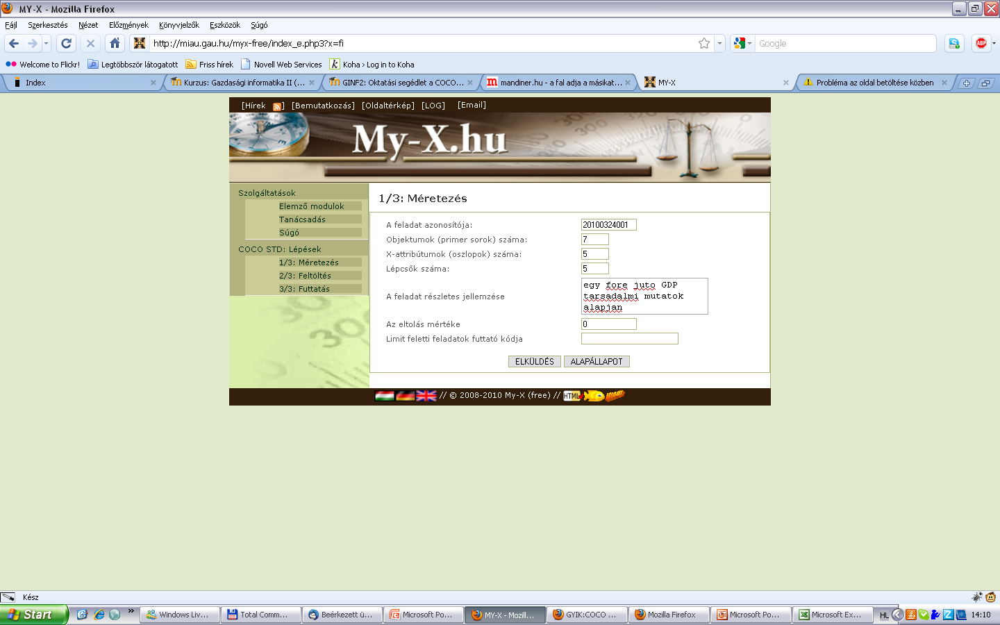 MY-X - Mozilla Firefox
Fájl Szerkesztés Nézet Előzmények Könyvjelzők Eszközök Súgó
http://miau.gau.hu/myx-free/index_e.php3?x=fi
Google
ABP
Welcome to Flickr! Legtöbbször látogatott Friss hírek Novell Web Services Koha › Log in to Koha
Index
Kurzus: Gazdasági informatika II (...
GINF2: Oktatási segédlet a COCO...
mandiner.hu - a fal adja a másikat...
MY-X
Probléma az oldal betöltése közben
[Hírek ] [Bemutatkozás] [Oldaltérkép] [LOG] [Email]
My-X.hu
Szolgáltatások
Elemző modulok
Tanácsadás
Súgó
COCO STD: Lépések
1/3: Méretezés
2/3: Feltöltés
3/3: Futtatás
1/3: Méretezés
A feladat azonosítója: 20100324001
Objektumok (primer sorok) száma: 7
X-attribútumok (oszlopok) száma: 5
Lépcsők száma: 5
A feladat részletes jellemzése
egy fore juto GDP
tarsadalmi mutatok
alapjan
Az eltolás mértéke 0
Limit feletti feladatok futtató kódja
ELKÜLDÉS ALAPÁLLAPOT
// © 2008-2010 My-X (free) // HTML
Kész
Start
Windows Liv...
Total Comm...
Beérkezett ü...
Microsoft Po...
MY-X - Mozill...
GYIK:COCO ...
Mozilla Firefox
Microsoft Po...
Microsoft Ex...
HL
14:10